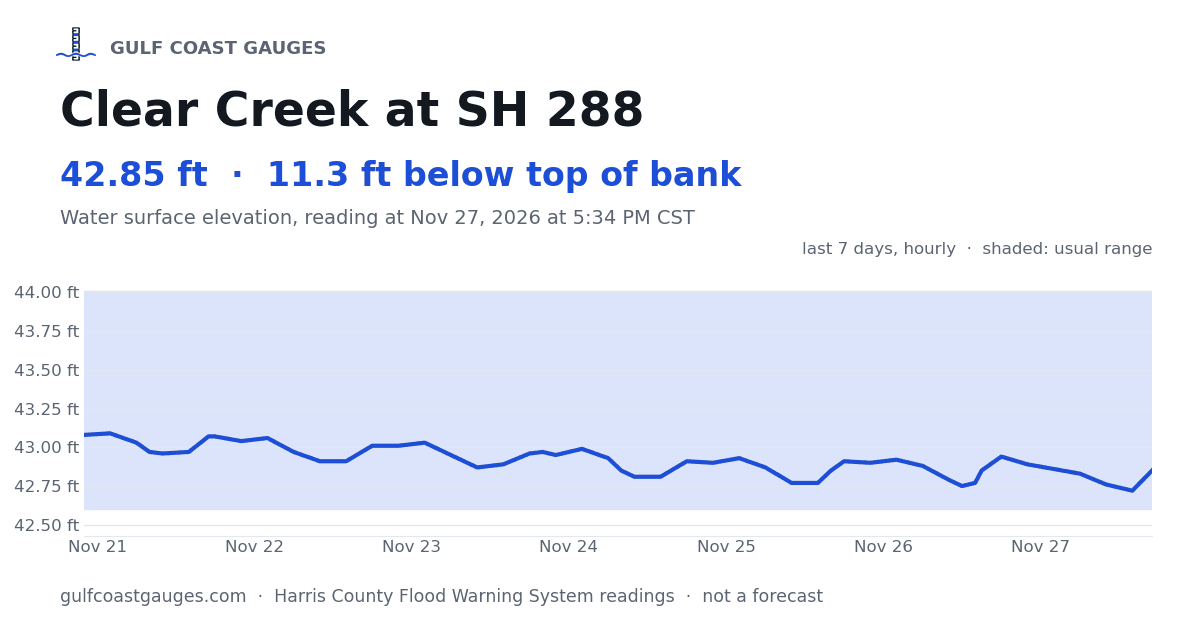 GULF COAST GAUGES
Clear Creek at SH 288
42.85 ft · 11.3 ft below top of bank
Water surface elevation, reading at Nov 27, 2026 at 5:34 PM CST
last 7 days, hourly · shaded: usual range
44.00 ft
43.75 ft
43.50 ft
43.25 ft
43.00 ft
42.75 ft
42.50 ft
Nov 21 Nov 22 Nov 23 Nov 24 Nov 25 Nov 26 Nov 27
gulfcoastgauges.com · Harris County Flood Warning System readings · not a forecast